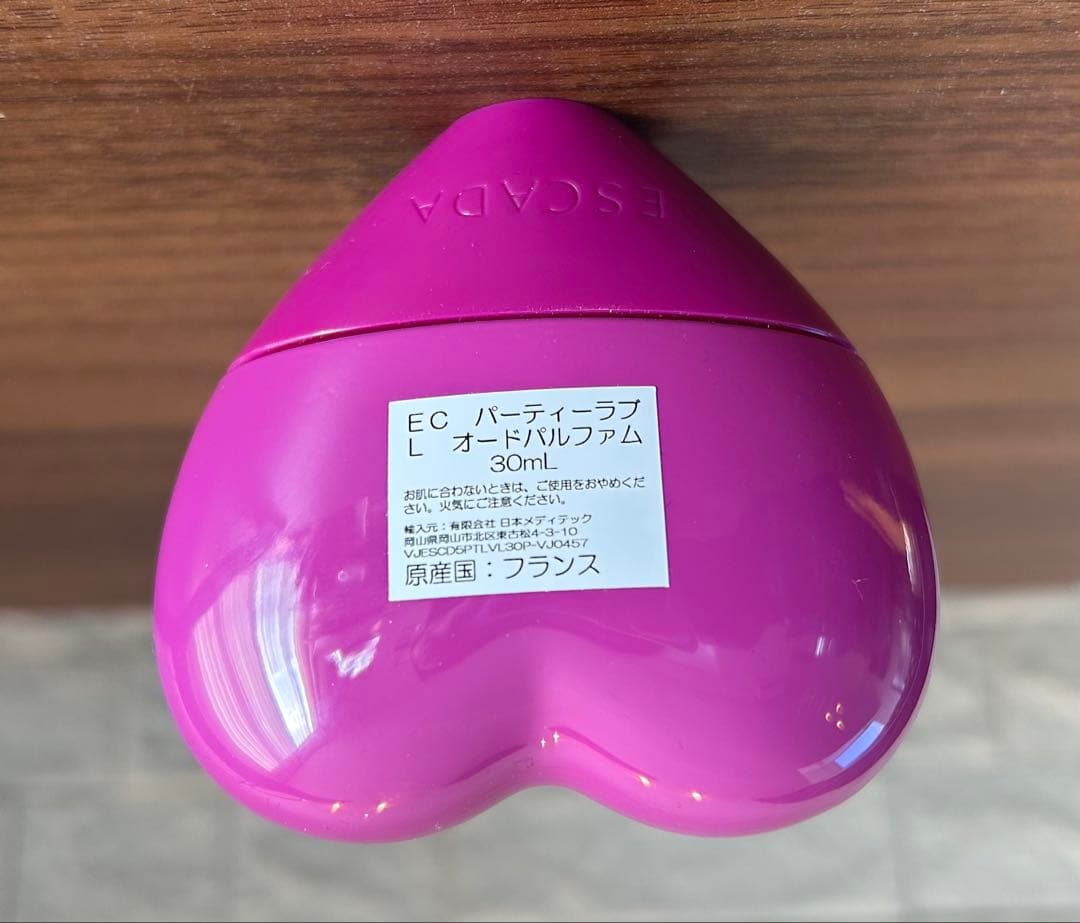 ESCADA
EC パーティーラブ
L オードパルファム
30mL
お肌に合わないときは、ご使用をおやめくだ
さい。火気にご注意ください。
輸入元:有限会社 日本メディテック
岡山県岡山市北区東古松4-3-10
VJESCD5PTLVL30P-VJ0457
原産国:フランス